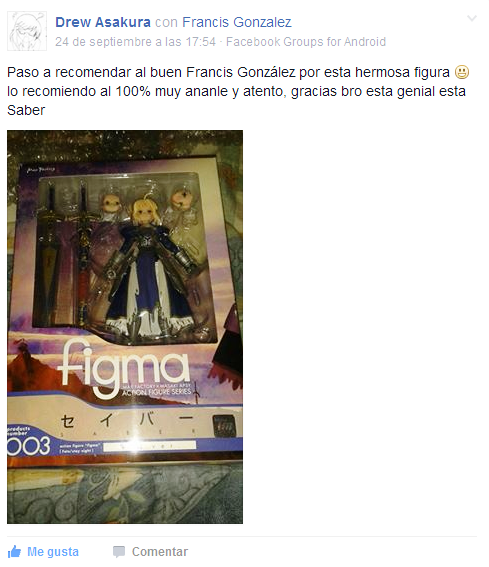 Drew Asakura con Francis Gonzalez
24 de septiembre a las 17:54 · Facebook Groups for Android
Paso a recomendar al buen Francis González por esta hermosa figura
lo recomiendo al 100% muy ananle y atento, gracias bro esta genial esta
Saber
Max Factory
figma
MAX FACTORY × MASAKI APSY
ACTION FIGURE SERIES
セイバー
SABER
products
number
003
action figure "figma"
[ Fate/stay night ]
Me gusta
Comentar